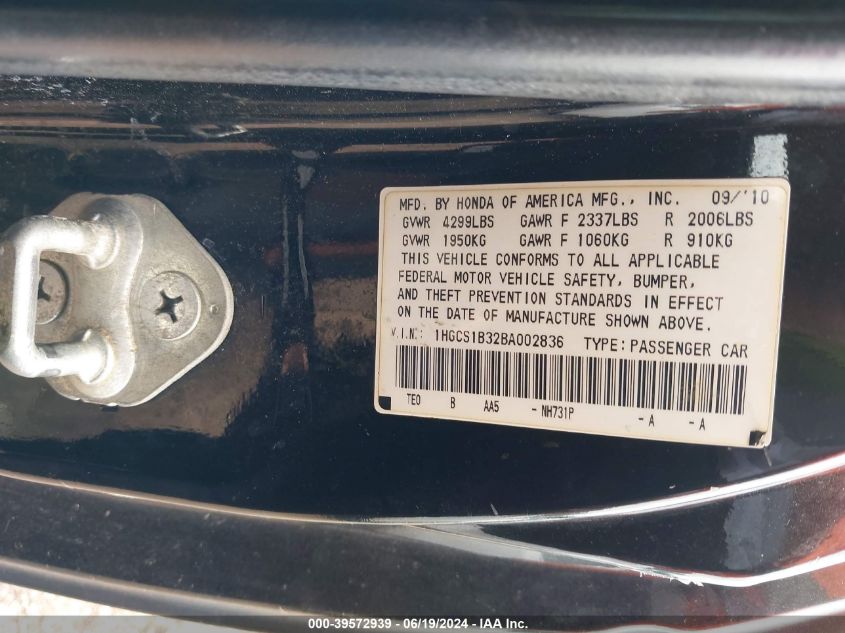 MFD. BY HONDA OF AMERICA MFG., INC. 09/'10
GVWR 4299LBS GAWR F 2337LBS R 2006LBS
GVWR 1950KG GAWR F 1060KG R 910KG
THIS VEHICLE CONFORMS TO ALL APPLICABLE
FEDERAL MOTOR VEHICLE SAFETY, BUMPER,
AND THEFT PREVENTION STANDARDS IN EFFECT
ON THE DATE OF MANUFACTURE SHOWN ABOVE.
V.I.N.: 1HGCS1B32BA002836 TYPE: PASSENGER CAR
TE0 B AA5 - NH731P - A - A
000-39572939 - 06/19/2024 - IAA Inc.